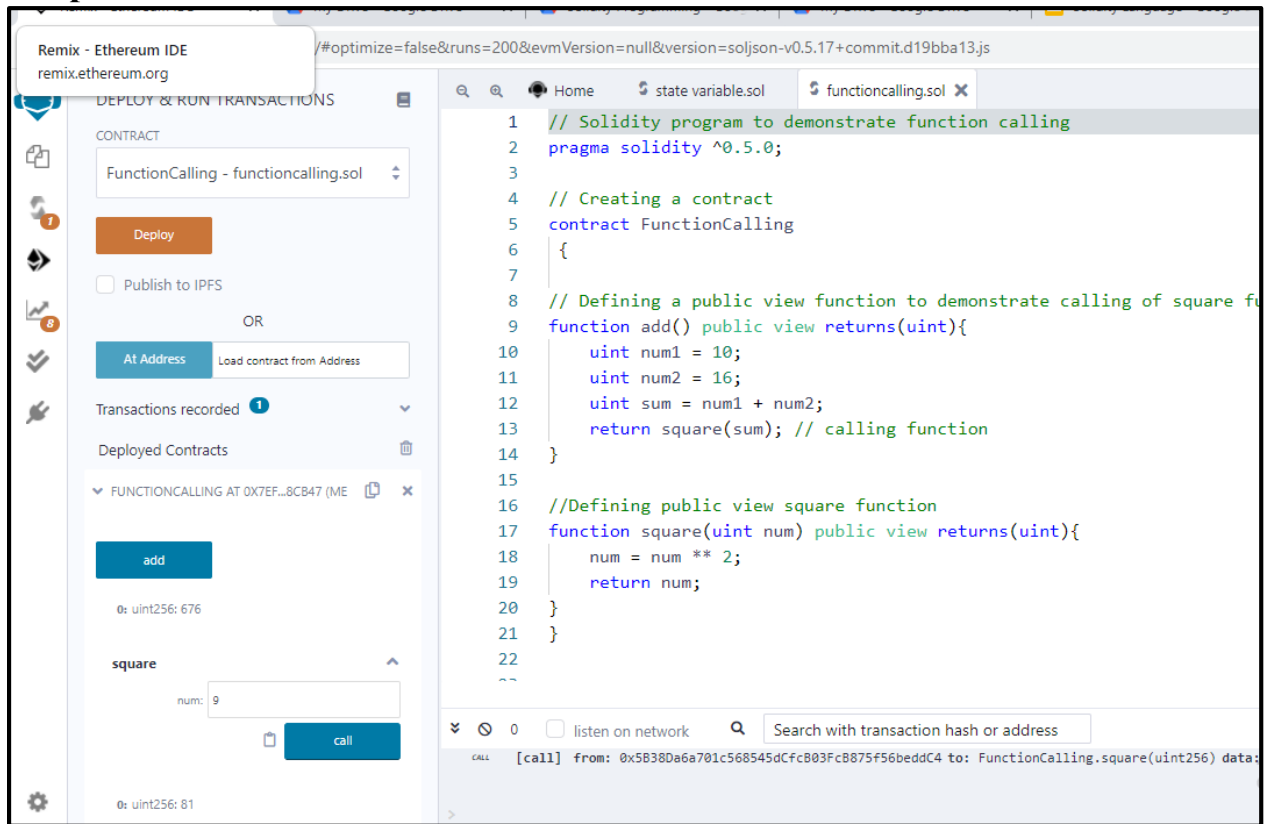 Remix - Ethereum IDE
remix.ethereum.org
/#optimize=false&runs=200&evmVersion=null&version=soljson-v0.5.17+commit.d19bba13.js
DEPLOY & RUN TRANSACTIONS
CONTRACT
FunctionCalling - functioncalling.sol
Deploy
Publish to IPFS
OR
At Address
Load contract from Address
Transactions recorded 1
Deployed Contracts
FUNCTIONCALLING AT 0X7EF...8CB47 (ME
add
0: uint256: 676
square
num: 9
call
0: uint256: 81
1
8
Home
state variable.sol
functioncalling.sol
1 // Solidity program to demonstrate function calling
2 pragma solidity ^0.5.0;
3
4 // Creating a contract
5 contract FunctionCalling
6 {
7
8 // Defining a public view function to demonstrate calling of square fu
9 function add() public view returns(uint){
10 uint num1 = 10;
11 uint num2 = 16;
12 uint sum = num1 + num2;
13 return square(sum); // calling function
14 }
15
16 //Defining public view square function
17 function square(uint num) public view returns(uint){
18 num = num ** 2;
19 return num;
20 }
21 }
22
0 listen on network
Search with transaction hash or address
CALL [call] from: 0x5B38Da6a701c568545dCfcB03FcB875f56beddC4 to: FunctionCalling.square(uint256) data:
>